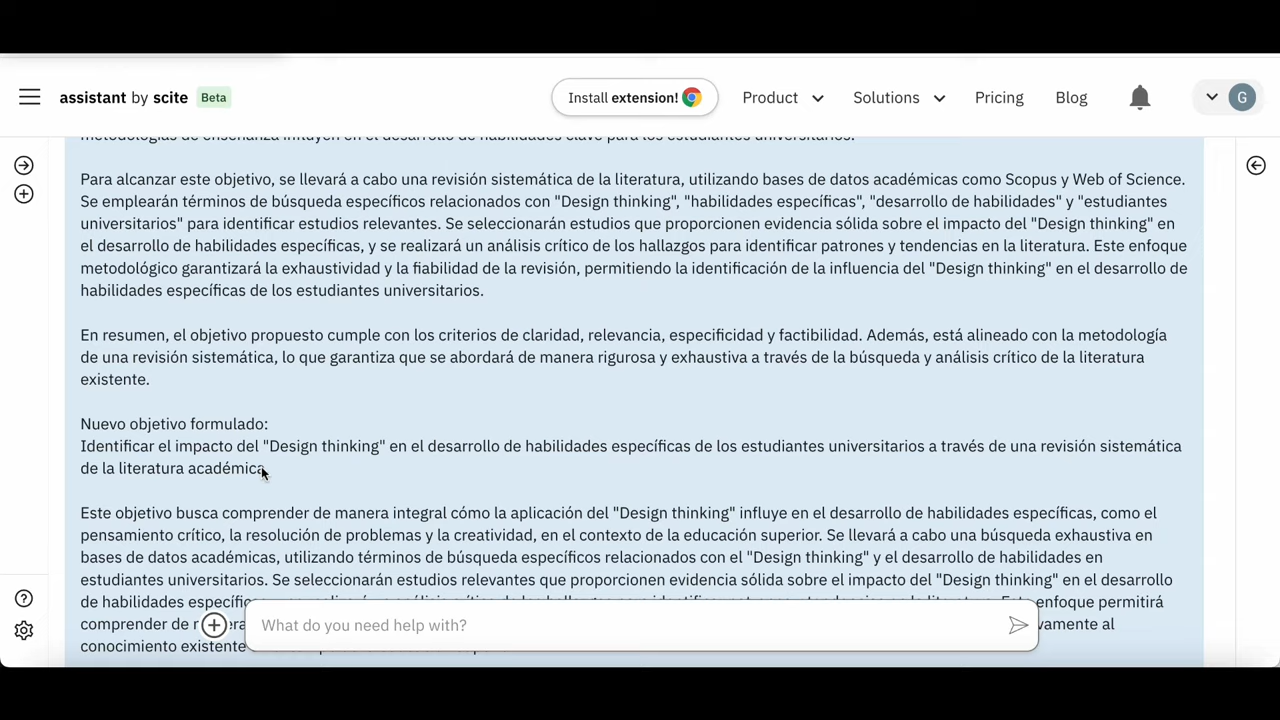 assistant by scite Beta
Install extension!
Product
Solutions
Pricing
Blog
G
metodologías de enseñanza influyen en el desarrollo de habilidades clave para los estudiantes universitarios.
Para alcanzar este objetivo, se llevará a cabo una revisión sistemática de la literatura, utilizando bases de datos académicas como Scopus y Web of Science.
Se emplearán términos de búsqueda específicos relacionados con "Design thinking", "habilidades específicas", "desarrollo de habilidades" y "estudiantes
universitarios" para identificar estudios relevantes. Se seleccionarán estudios que proporcionen evidencia sólida sobre el impacto del "Design thinking" en
el desarrollo de habilidades específicas, y se realizará un análisis crítico de los hallazgos para identificar patrones y tendencias en la literatura. Este enfoque
metodológico garantizará la exhaustividad y la fiabilidad de la revisión, permitiendo la identificación de la influencia del "Design thinking" en el desarrollo de
habilidades específicas de los estudiantes universitarios.
En resumen, el objetivo propuesto cumple con los criterios de claridad, relevancia, especificidad y factibilidad. Además, está alineado con la metodología
de una revisión sistemática, lo que garantiza que se abordará de manera rigurosa y exhaustiva a través de la búsqueda y análisis crítico de la literatura
existente.
Nuevo objetivo formulado:
Identificar el impacto del "Design thinking" en el desarrollo de habilidades específicas de los estudiantes universitarios a través de una revisión sistemática
de la literatura académica
Este objetivo busca comprender de manera integral cómo la aplicación del "Design thinking" influye en el desarrollo de habilidades específicas, como el
pensamiento crítico, la resolución de problemas y la creatividad, en el contexto de la educación superior. Se llevará a cabo una búsqueda exhaustiva en
bases de datos académicas, utilizando términos de búsqueda específicos relacionados con el "Design thinking" y el desarrollo de habilidades en
estudiantes universitarios. Se seleccionarán estudios relevantes que proporcionen evidencia sólida sobre el impacto del "Design thinking" en el desarrollo
de habilidades enfoque permitirá
comprender de
conocimiento existente
What do you need help with?